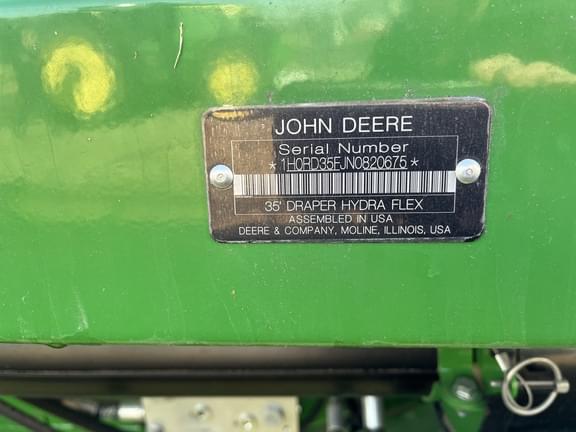 JOHN DEERE
Serial Number
*1H0RD35FJN0820675*
35' DRAPER HYDRA FLEX
ASSEMBLED IN USA
DEERE & COMPANY, MOLINE, ILLINOIS, USA